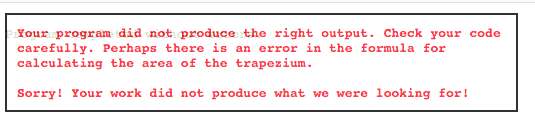 Your program did not produce the right output. Check your code
carefully. Perhaps there is an error in the formula for
calculating the area of the trapezium.
Sorry! Your work did not produce what we were looking for!